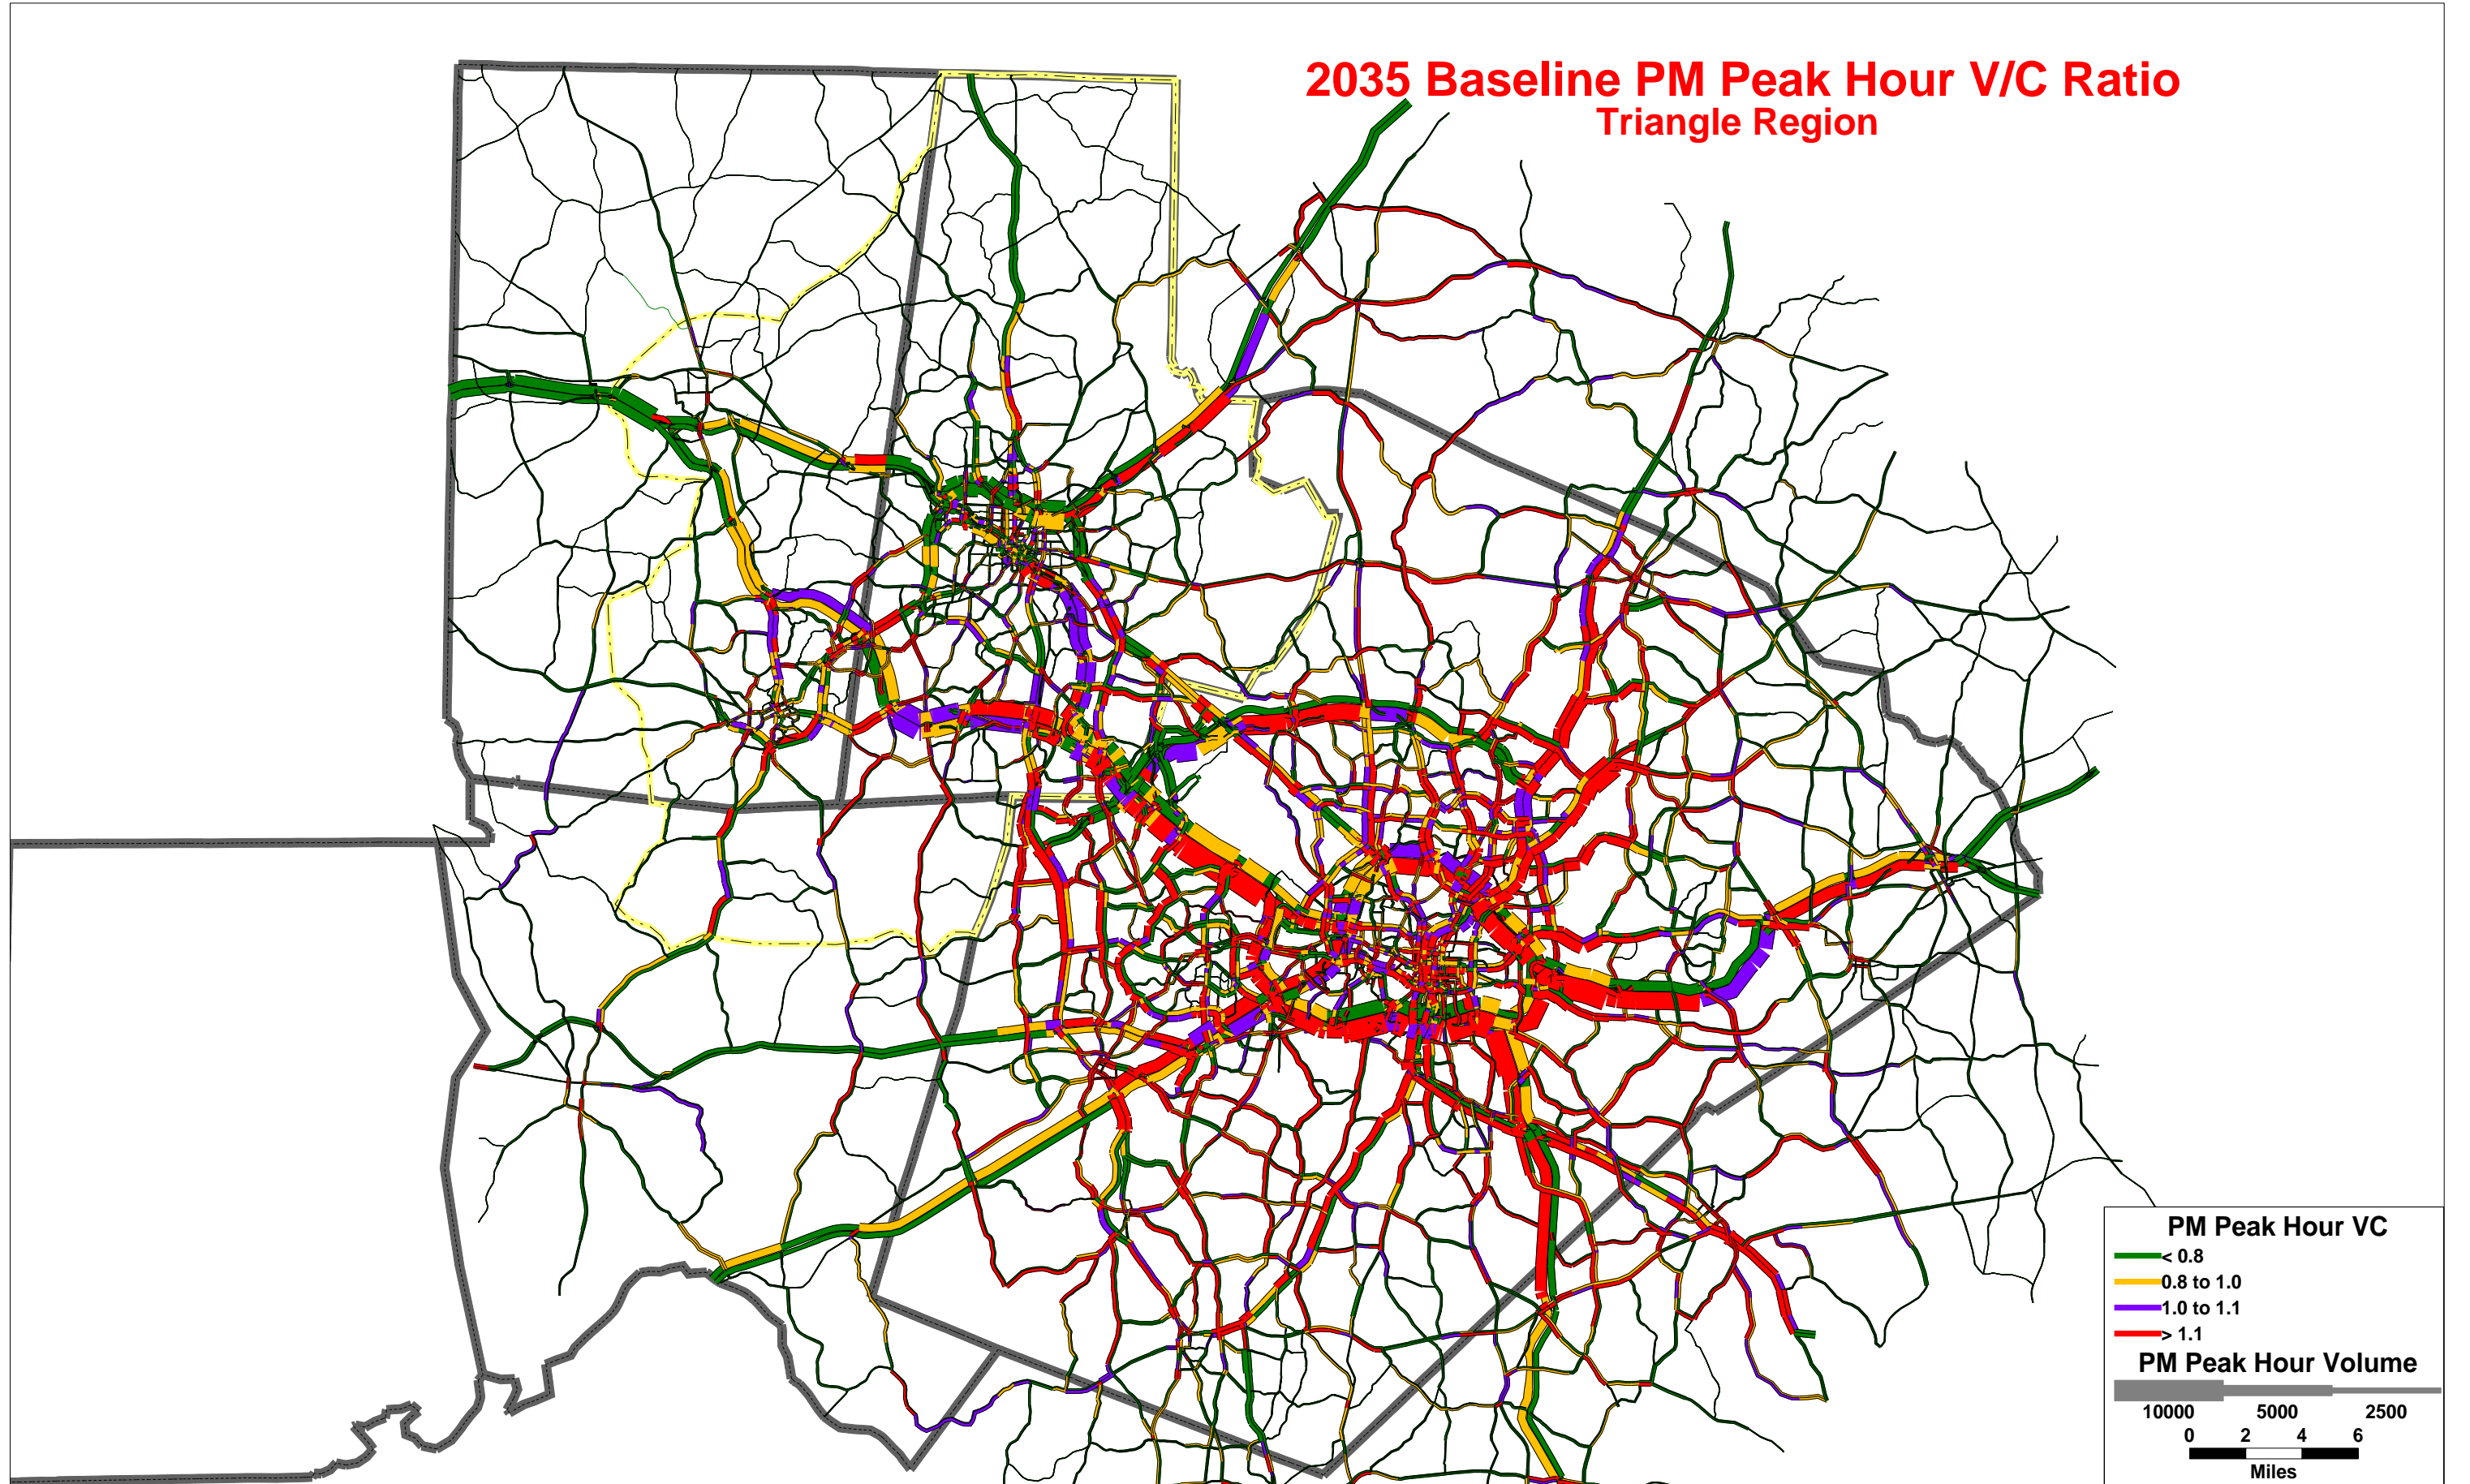 2035 Baseline PM Peak Hour V/C Ratio
Triangle Region
PM Peak Hour VC
< 0.8
0.8 to 1.0
1.0 to 1.1
> 1.1
PM Peak Hour Volume
10000 5000 2500
0 2 4 6
Miles